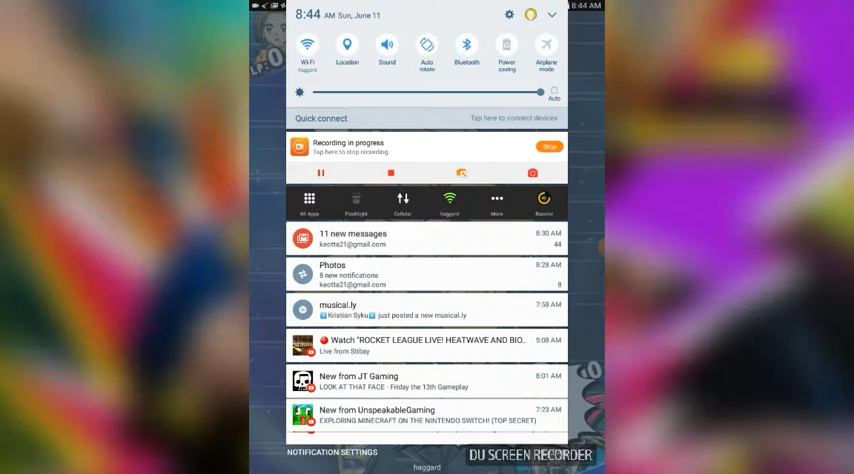 8:44 AM Sun, June 11
8:44 AM
LP:0
Wi-Fi
haggard
Location
Sound
Auto rotate
Bluetooth
Power saving
Airplane mode
Auto
Quick connect
Tap here to connect devices
Recording in progress
Tap here to stop recording
Stop
All Apps
Flashlight
Cellular
haggard
More
Booster
11 new messages 8:30 AM
keotta21@gmail.com 44
Photos 8:28 AM
8 new notifications
keotta21@gmail.com 8
musical.ly 7:58 AM
Kristian Syku just posted a new musical.ly
Watch "ROCKET LEAGUE LIVE! HEATWAVE AND BIO.. 5:08 AM
Live from Stibay
New from JT Gaming 8:01 AM
LOOK AT THAT FACE - Friday the 13th Gameplay
New from UnspeakableGaming 7:23 AM
EXPLORING MINECRAFT ON THE NINTENDO SWITCH! (TOP SECRET)
NOTIFICATION SETTINGS
DU SCREEN RECORDER
haggard